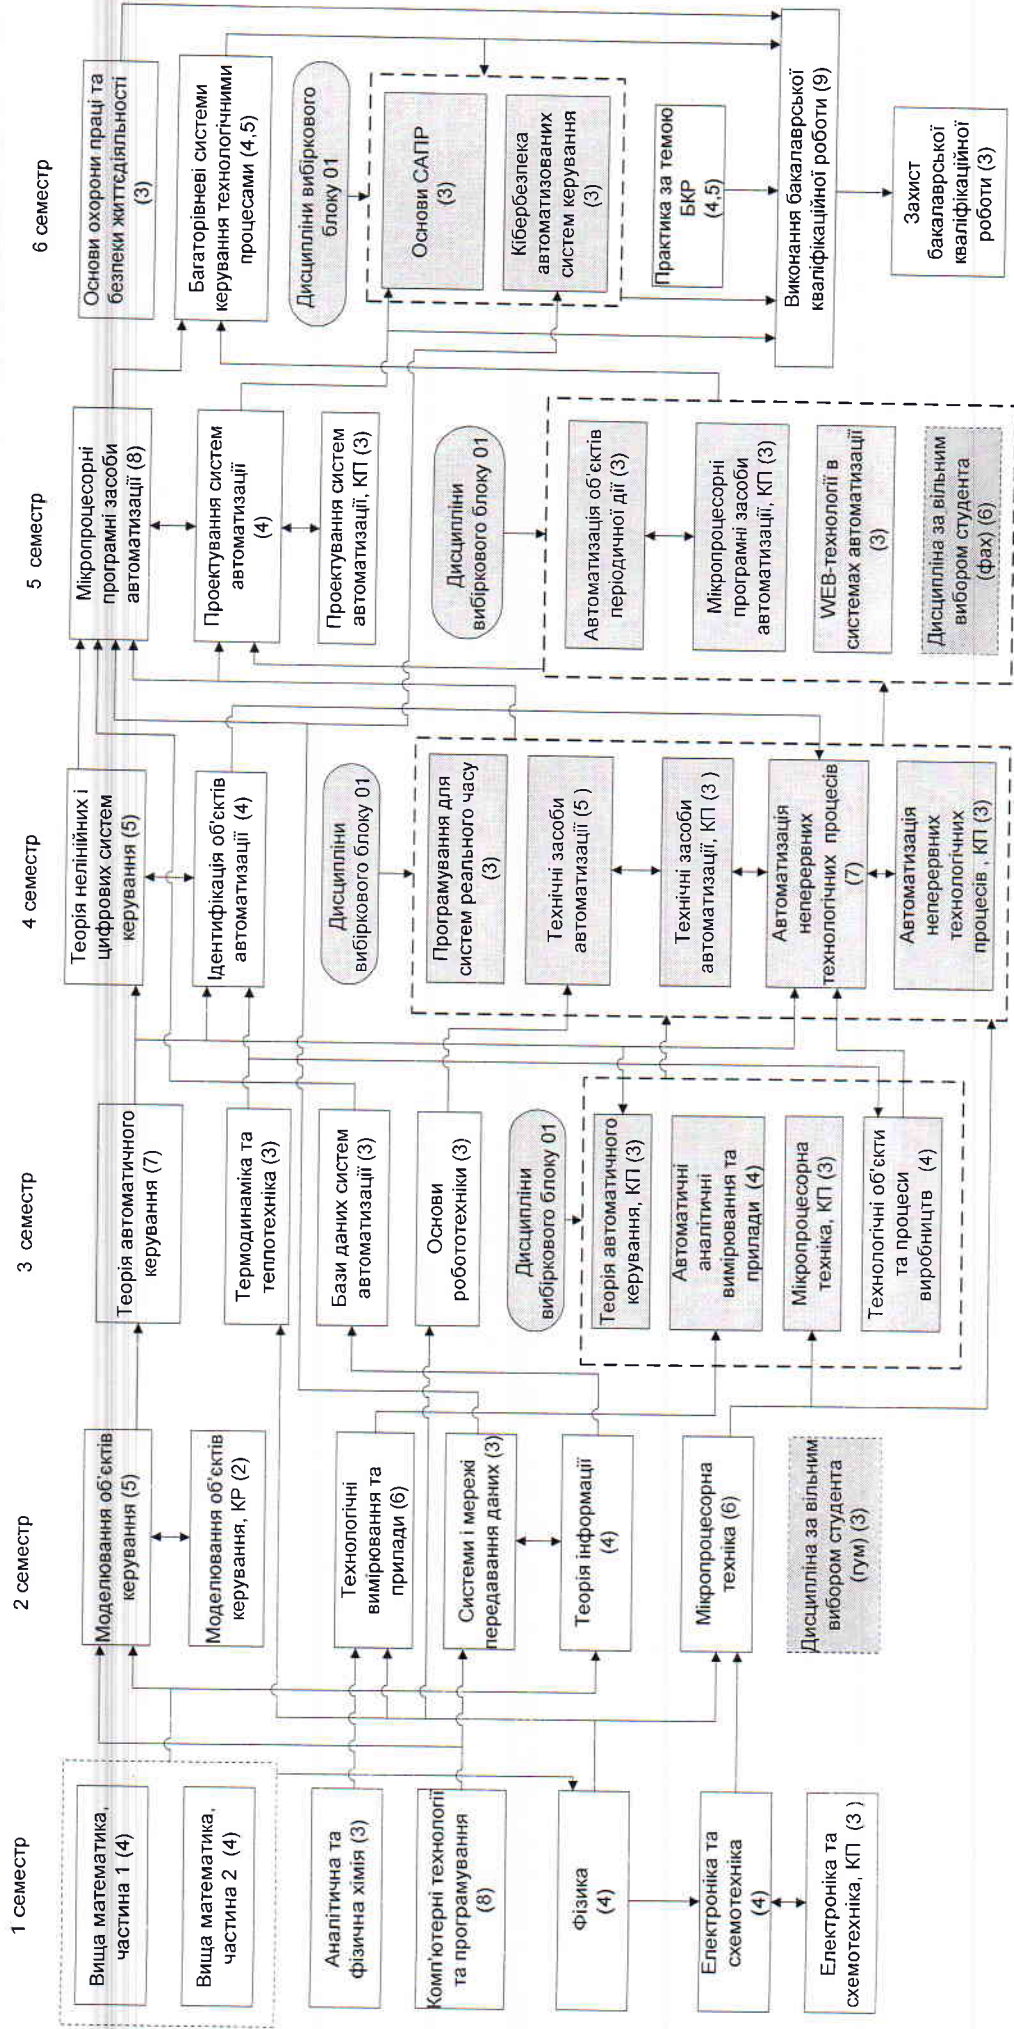 1 семестр
Вища математика,
частина 1 (4)
Вища математика,
частина 2 (4)
Аналітична та
фізична хімія (3)
Комп'ютерні технології
та програмування
(8)
Фізика
(4)
Електроніка та
схемотехніка
(4)
Електроніка та
схемотехніка, КП (3 )
2 семестр
Моделювання об'єктів
керування (5)
Моделювання об'єктів
керування, КР (2)
Технологічні
вимірювання та
прилади (6)
Системи і мережі
передавання даних (3)
Теорія інформації
(4)
Мікропроцесорна
техніка (6)
Дисципліна за вільним
вибором студента
(гум) (3)
3 семестр
Теорія автоматичного
керування (7)
Термодинаміка та
теплотехніка (3)
Бази даних систем
автоматизації (3)
Основи
робототехніки (3)
Дисципліни
вибіркового блоку 01
Теорія автоматичного
керування, КП (3)
Автоматичні
аналітичні
вимірювання та
прилади (4)
Мікропроцесорна
техніка, КП (3)
Технологічні об'єкти
та процеси
виробництв (4)
4 семестр
Теорія нелінійних і
цифрових систем
керування (5)
Ідентифікація об'єктів
автоматизації (4)
Дисципліни
вибіркового блоку 01
Програмування для
систем реального часу
(3)
Технічні засоби
автоматизації (5 )
Технічні засоби
автоматизації, КП (3 )
Автоматизація
неперервних
технологічних процесів
(7)
Автоматизація
неперервних
технологічних
процесів , КП (3)
5 семестр
Мікропроцесорні
програмні засоби
автоматизації (8)
Проектування систем
автоматизації
(4)
Проектування систем
автоматизації, КП (3)
Дисципліни
вибіркового блоку 01
Автоматизація об'єктів
періодичної дії (3)
Мікропроцесорні
програмні засоби
автоматизації, КП (3)
WEB-технології в
системах автоматизації
(3)
Дисципліна за вільним
вибором студента
(фах) (6)
6 семестр
Основи охорони праці та
безпеки життєдіяльності
(3)
Багаторівневі системи
керування технологічними
процесами (4,5)
Дисципліни вибіркового
блоку 01
Основи САПР
(3)
Кібербезпека
автоматизованих
систем керування
(3)
Практика за темою
БКР
(4,5)
Виконання бакалаврської
кваліфікаційної роботи (9)
Захист
бакалаврської
кваліфікаційної
роботи (3)